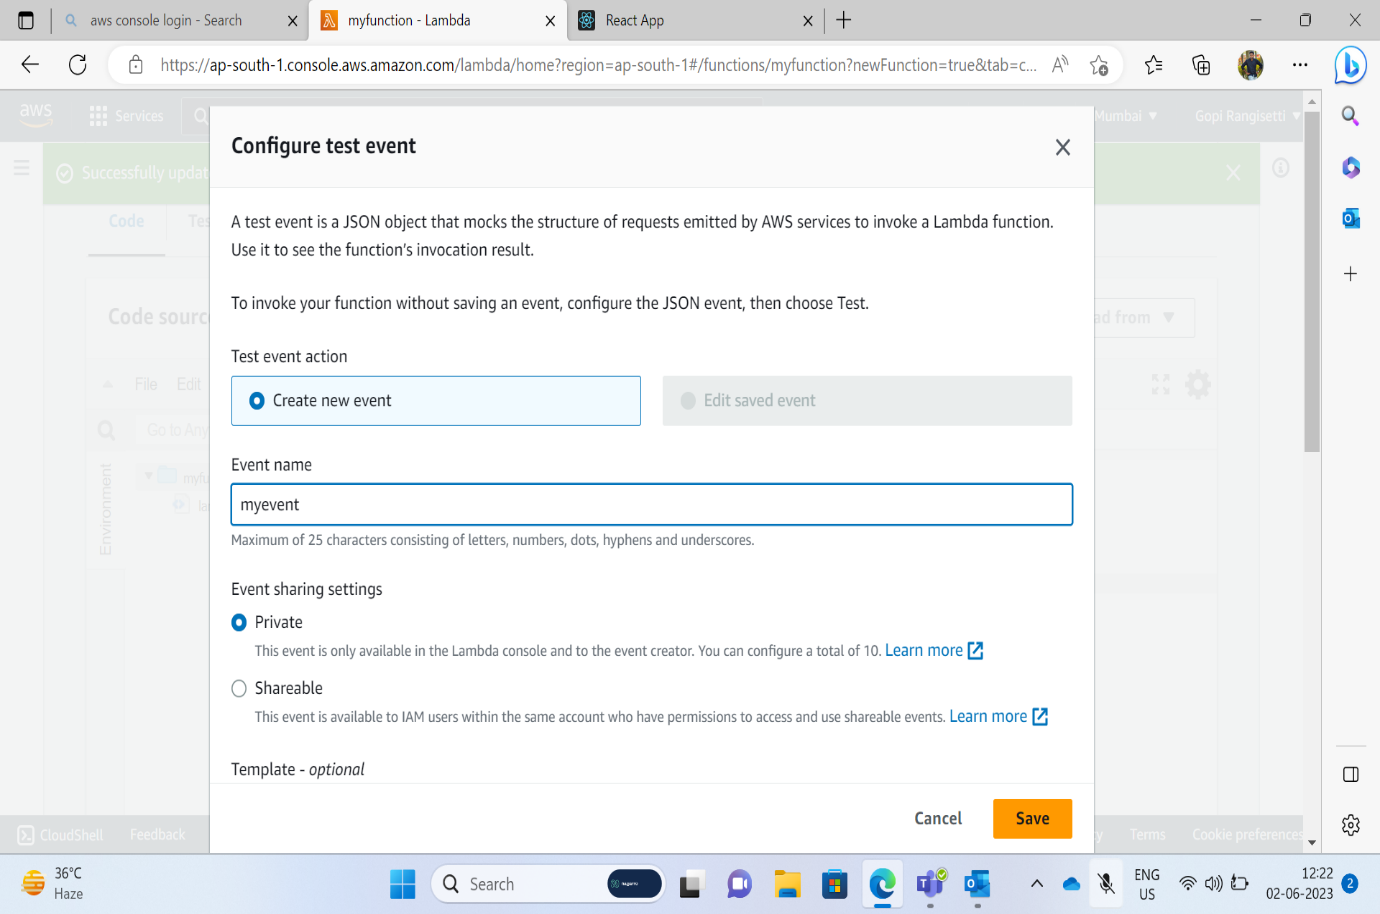 aws console login - Search
myfunction - Lambda
React App
https://ap-south-1.console.aws.amazon.com/lambda/home?region=ap-south-1#/functions/myfunction?newFunction=true&tab=c...
aws
Services
Mumbai
Gopi Rangisetti
Successfully updat
Code
Tes
Code sourc
ad from
File Edit
Go to Any
Environment
myfu
la
Configure test event
A test event is a JSON object that mocks the structure of requests emitted by AWS services to invoke a Lambda function.
Use it to see the function's invocation result.
To invoke your function without saving an event, configure the JSON event, then choose Test.
Test event action
Create new event
Edit saved event
Event name
myevent
Maximum of 25 characters consisting of letters, numbers, dots, hyphens and underscores.
Event sharing settings
Private
This event is only available in the Lambda console and to the event creator. You can configure a total of 10. Learn more
Shareable
This event is available to IAM users within the same account who have permissions to access and use shareable events. Learn more
Template - optional
Cancel
Save
CloudShell
Feedback
y
Terms
Cookie preferences
36°C
Haze
Search
ENG
US
12:22
02-06-2023
2